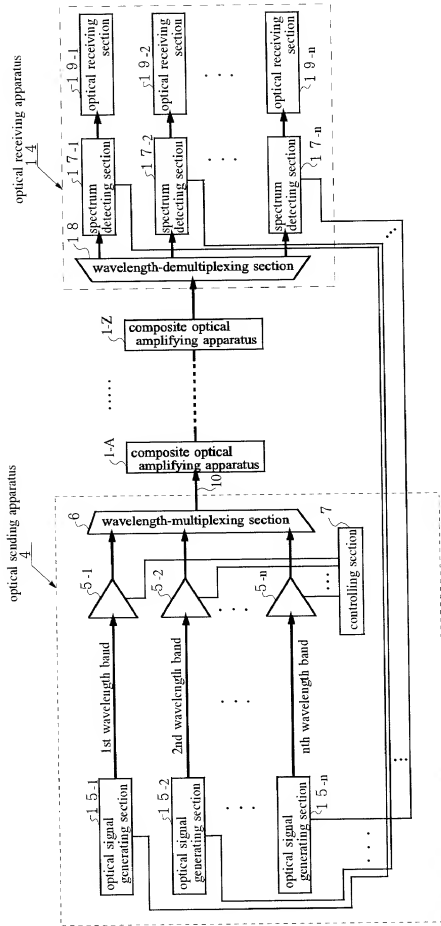 optical sending apparatus
4
optical signal
generating section
15-1
optical signal
generating section
15-2
optical signal
generating section
15-n
1st wavelength band
2nd wavelength band
nth wavelength band
5-1
5-2
5-n
controlling section
7
6
wavelength-multiplexing section
10
1-A
composite optical
amplifying apparatus
1-Z
composite optical
amplifying apparatus
optical receiving apparatus
14
18
wavelength-demultiplexing section
17-1
spectrum
detecting section
17-2
spectrum
detecting section
17-n
spectrum
detecting section
19-1
optical receiving
section
19-2
optical receiving
section
19-n
optical receiving
section